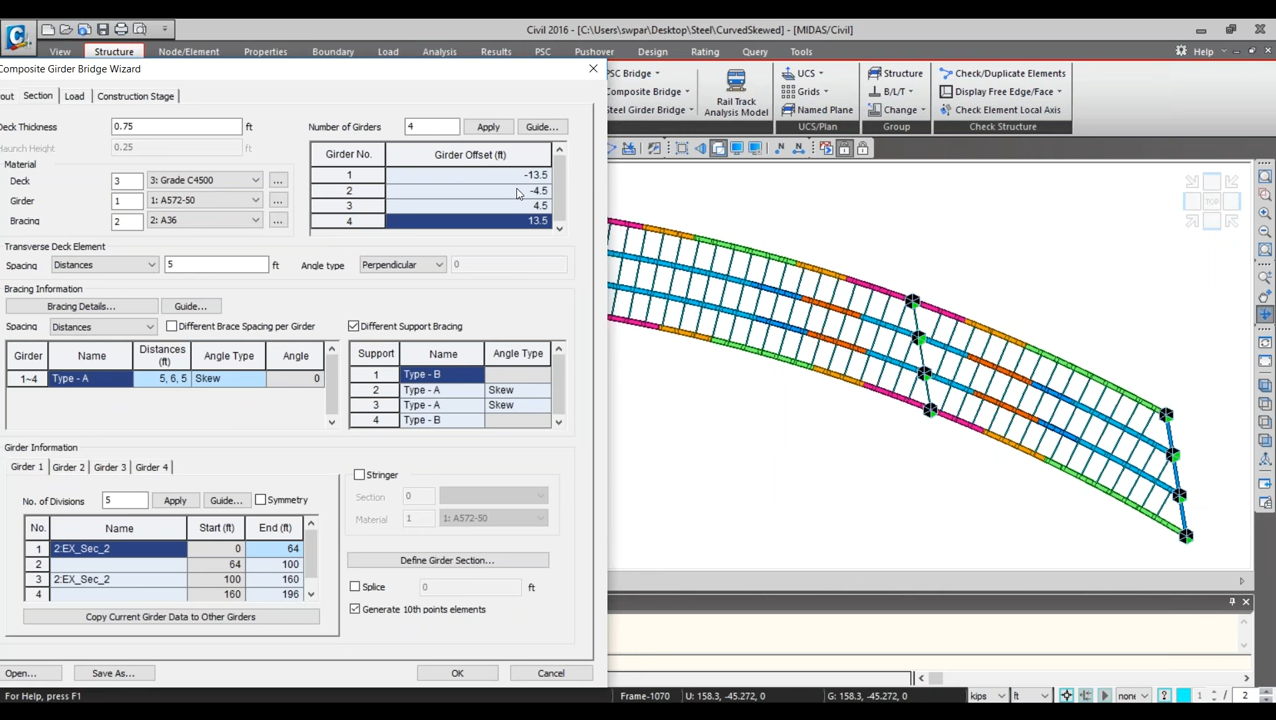 Civil 2016 - [C:\Users\swpar\Desktop\Steel\CurvedSkewed] - [MIDAS/Civil]
View Structure Node/Element Properties Boundary Load Analysis Results PSC Pushover Design Rating Query Tools Help
Composite Girder Bridge Wizard
PSC Bridge
Composite Bridge
Steel Girder Bridge
Rail Track
Analysis Model
UCS
Grids
Named Plane
UCS/Plan
Structure
B/L/T
Change
Group
Check/Duplicate Elements
Display Free Edge/Face
Check Element Local Axis
Check Structure
out Section Load Construction Stage
Deck Thickness 0.75 ft
Haunch Height 0.25 ft
Number of Girders 4 Apply Guide...
Girder No. Girder Offset (ft)
1 -13.5
2 -4.5
3 4.5
4 13.5
Material
Deck 3 3: Grade C4500 ...
Girder 1 1: A572-50 ...
Bracing 2 2: A36 ...
Transverse Deck Element
Spacing Distances 5 ft Angle type Perpendicular 0
Bracing Information
Bracing Details... Guide...
Spacing Distances Different Brace Spacing per Girder Different Support Bracing
Girder Name Distances (ft) Angle Type Angle
1~4 Type - A 5, 6, 5 Skew 0
Support Name Angle Type
1 Type - B
2 Type - A Skew
3 Type - A Skew
4 Type - B
Girder Information
Girder 1 Girder 2 Girder 3 Girder 4
No. of Divisions 5 Apply Guide... Symmetry
No. Name Start (ft) End (ft)
1 2:EX_Sec_2 0 64
2 64 100
3 2:EX_Sec_2 100 160
4 160 196
Copy Current Girder Data to Other Girders
Stringer
Section 0
Material 1 1: A572-50
Define Girder Section...
Splice 0 ft
Generate 10th points elements
Open... Save As... OK Cancel
TOP
For Help, press F1 Frame-1070 U: 158.3, -45.272, 0 G: 158.3, -45.272, 0 kips ft none ? 1 / 2